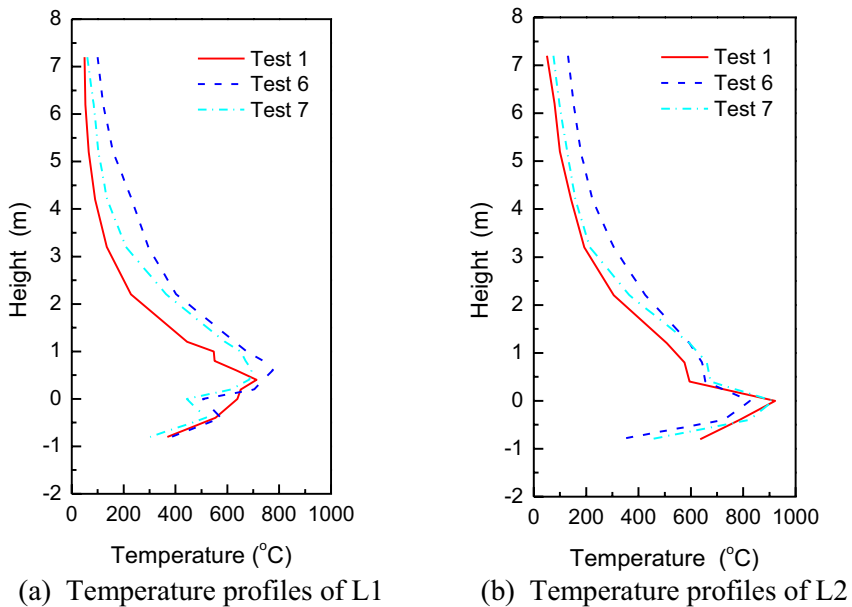 8
7
6
5
4
3
2
1
0
-1
-2
Height (m)
Test 1
Test 6
Test 7
0 200 400 600 800 1000
Temperature (°C)
(a) Temperature profiles of L1
8
7
6
5
4
3
2
1
0
-1
-2
Height (m)
Test 1
Test 6
Test 7
0 200 400 600 800 1000
Temperature (°C)
(b) Temperature profiles of L2